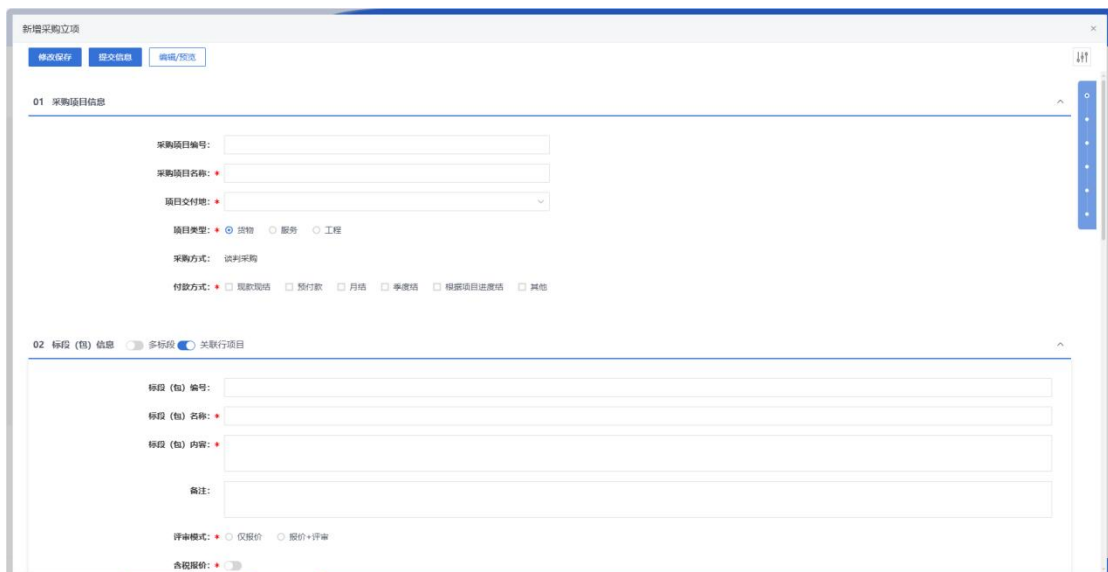 新增采购立项
修改保存 提交信息 编辑/预览
01 采购项目信息
采购项目编号:
采购项目名称: *
项目交付地: *
项目类型: * 货物 服务 工程
采购方式: 谈判采购
付款方式: * 现款现结 预付款 月结 季度结 根据项目进度结 其他
02 标段（包）信息 多标段 关联行项目
标段（包）编号:
标段（包）名称: *
标段（包）内容: *
备注:
评审模式: * 仅报价 报价+评审
含税报价: *